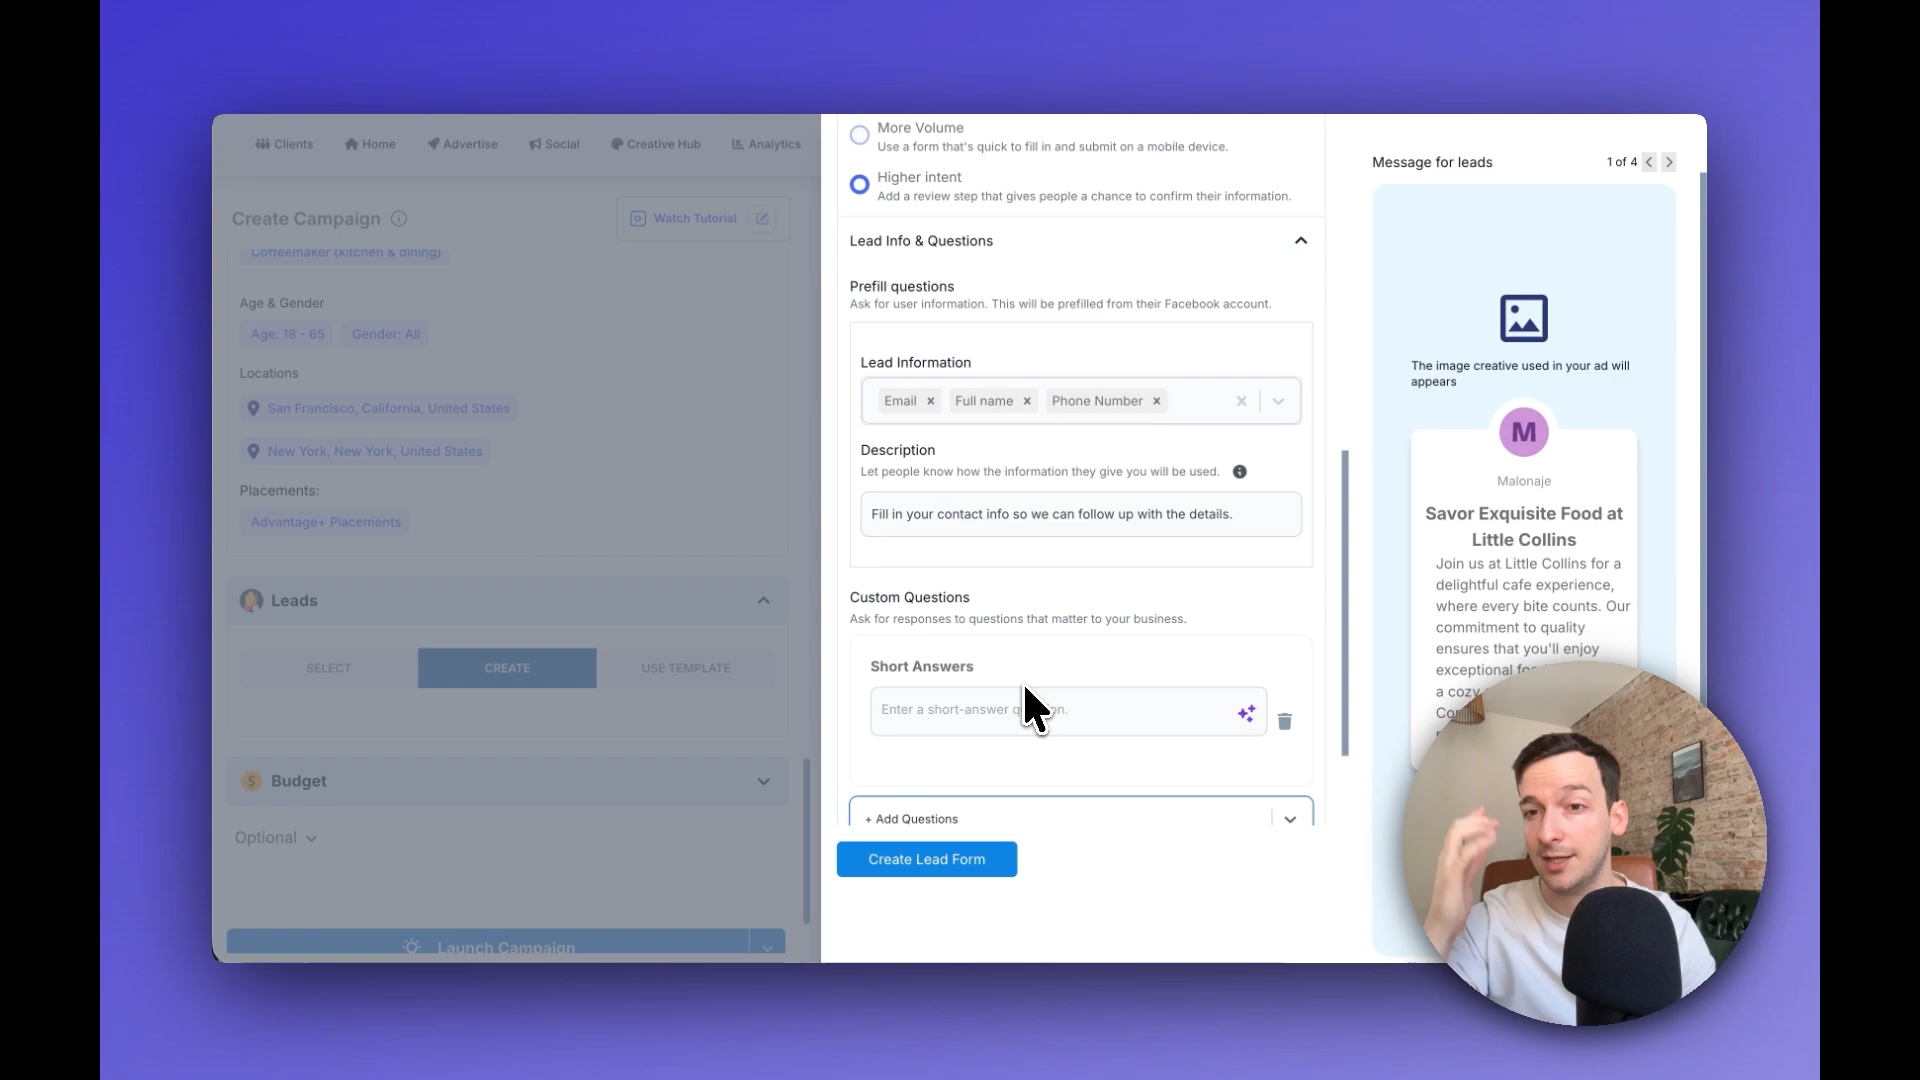 Clients
Home
Advertise
Social
Creative Hub
Analytics
Create Campaign
Watch Tutorial
Coffeemaker (kitchen & dining)
Age & Gender
Age: 18 - 65
Gender: All
Locations
San Francisco, California, United States
New York, New York, United States
Placements:
Advantage+ Placements
Leads
SELECT
CREATE
USE TEMPLATE
Budget
Optional
Launch Campaign
More Volume
Use a form that's quick to fill in and submit on a mobile device.
Higher intent
Add a review step that gives people a chance to confirm their information.
Lead Info & Questions
Prefill questions
Ask for user information. This will be prefilled from their Facebook account.
Lead Information
Email
Full name
Phone Number
Description
Let people know how the information they give you will be used.
Fill in your contact info so we can follow up with the details.
Custom Questions
Ask for responses to questions that matter to your business.
Short Answers
Enter a short-answer
+ Add Questions
Create Lead Form
Message for leads
1 of 4
The image creative used in your ad will
appears
M
Malonaje
Savor Exquisite Food at
Little Collins
Join us at Little Collins for a
delightful cafe experience,
where every bite counts. Our
commitment to quality
ensures that you'll enjoy
exceptional
a cozy